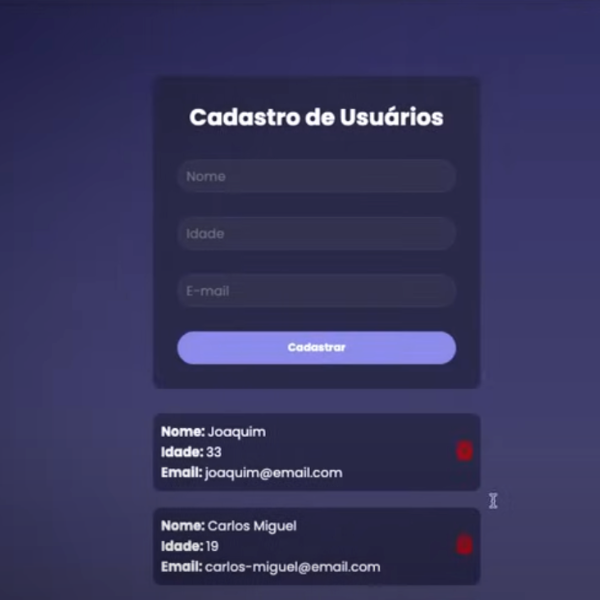 Cadastro de Usuários
Nome
Idade
E-mail
Cadastrar
Nome: Joaquim
Idade: 33
Email: joaquim@email.com
Nome: Carlos Miguel
Idade: 19
Email: carlos-miguel@email.com